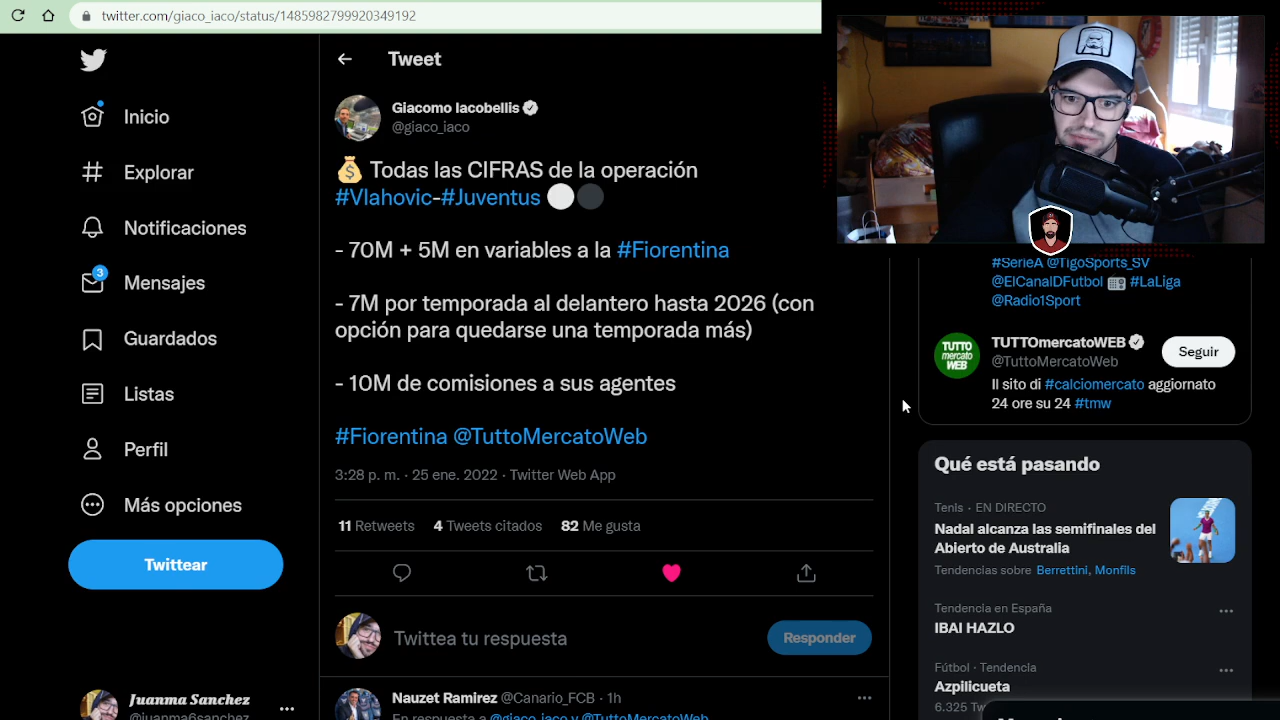 twitter.com/giaco_iaco/status/1485982799920349192
Inicio
Explorar
Notificaciones
3
Mensajes
Guardados
Listas
Perfil
Más opciones
Twittear
Juanma Sanchez
Tweet
Giacomo Iacobellis
@giaco_iaco
💰 Todas las CIFRAS de la operación
#Vlahovic-#Juventus ⚪⚫
- 70M + 5M en variables a la #Fiorentina
- 7M por temporada al delantero hasta 2026 (con
opción para quedarse una temporada más)
- 10M de comisiones a sus agentes
#Fiorentina @TuttoMercatoWeb
3:28 p. m. · 25 ene. 2022 · Twitter Web App
11 Retweets 4 Tweets citados 82 Me gusta
Twittea tu respuesta
Responder
Nauzet Ramirez @Canario_FCB · 1h
En respuesta a @giaco_iaco y @TuttoMercatoWeb
#SerieA @TigoSports_SV
@ElCanalDFutbol 📻 #LaLiga
@Radio1Sport
TUTTO
mercato
WEB
TUTTOmercatoWEB
@TuttoMercatoWeb
Seguir
Il sito di #calciomercato aggiornato
24 ore su 24 #tmw
Qué está pasando
Tenis · EN DIRECTO
Nadal alcanza las semifinales del
Abierto de Australia
Tendencias sobre Berrettini, Monfils
Tendencia en España
IBAI HAZLO
Fútbol · Tendencia
Azpilicueta